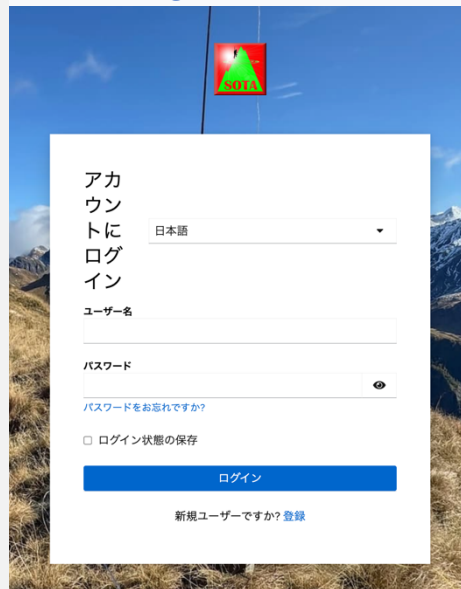 SOTA
アカ
ウン
トに
ログ
イン
日本語
ユーザー名
パスワード
パスワードをお忘れですか?
ログイン状態の保存
ログイン
新規ユーザーですか? 登録